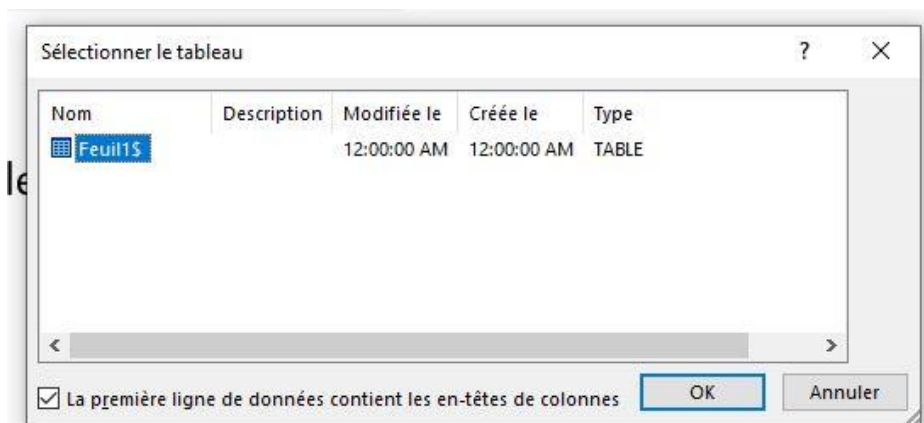 Sélectionner le tableau ?
Nom Description Modifiée le Créée le Type
Feuil1$ 12:00:00 AM 12:00:00 AM TABLE
le
La première ligne de données contient les en-têtes de colonnes OK Annuler